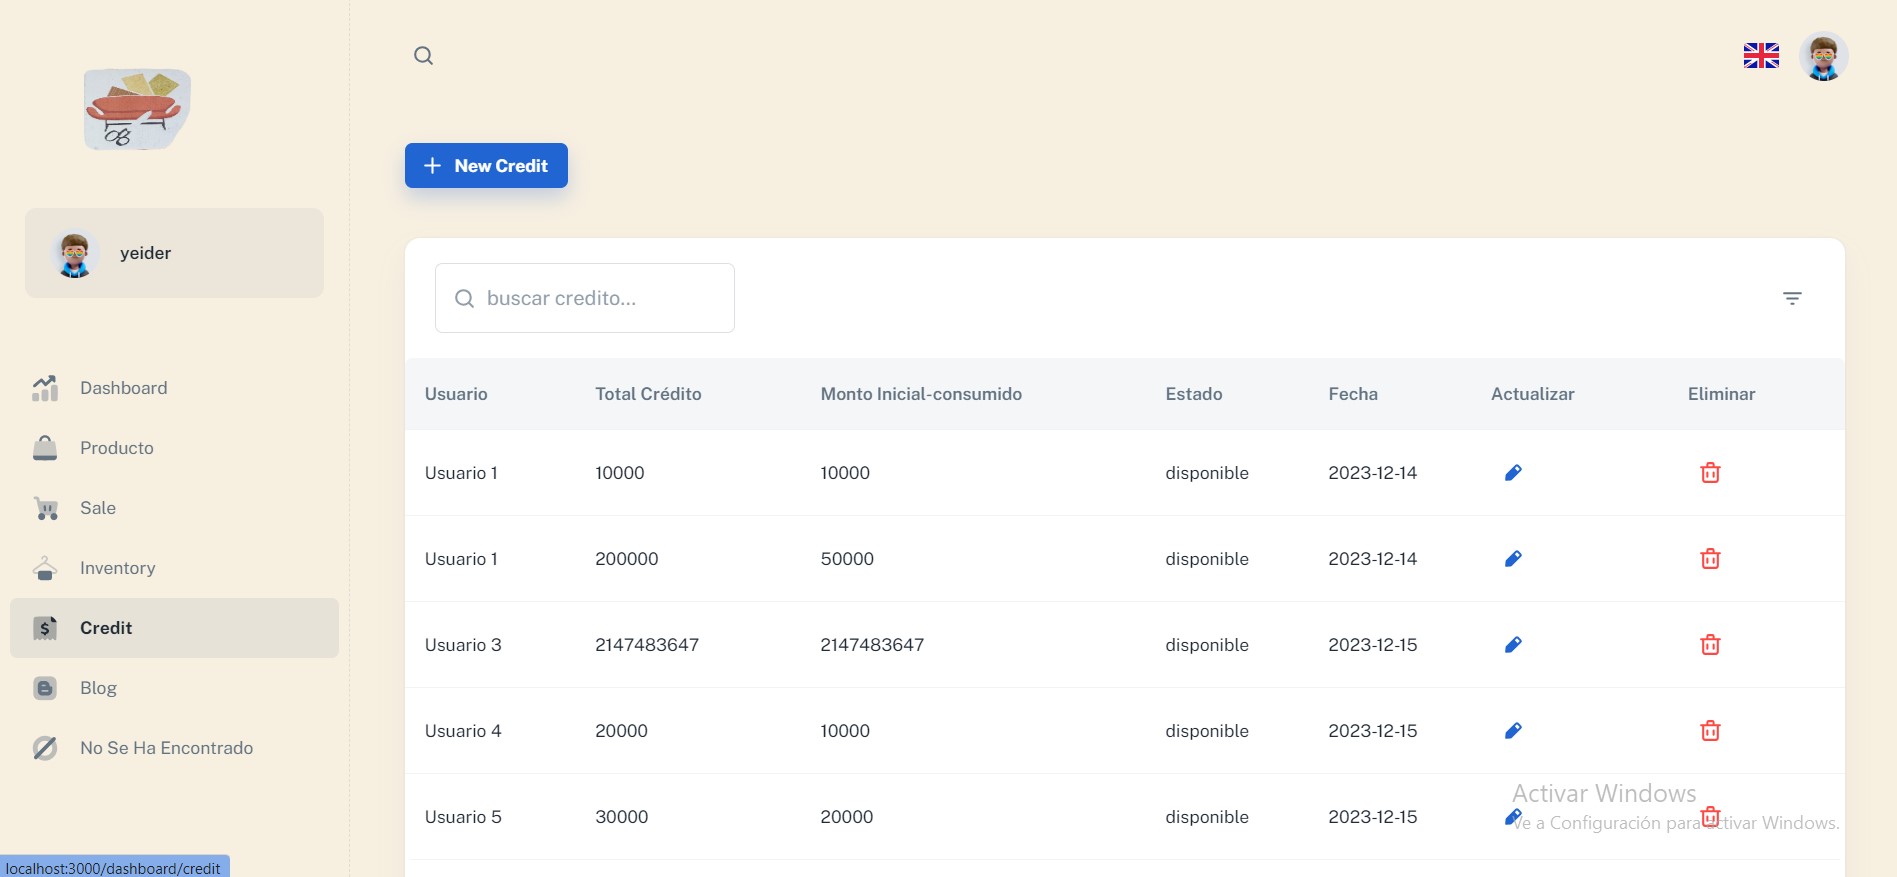 New Credit
yeider
buscar credito...
Usuario Total Crédito Monto Inicial-consumido Estado Fecha Actualizar Eliminar
Dashboard
Producto
Sale
Inventory
Credit
Blog
No Se Ha Encontrado
Usuario 1 10000 10000 disponible 2023-12-14
Usuario 1 200000 50000 disponible 2023-12-14
Usuario 3 2147483647 2147483647 disponible 2023-12-15
Usuario 4 20000 10000 disponible 2023-12-15
Usuario 5 30000 20000 disponible 2023-12-15
Activar Windows
Ve a Configuración para activar Windows.
localhost:3000/dashboard/credit